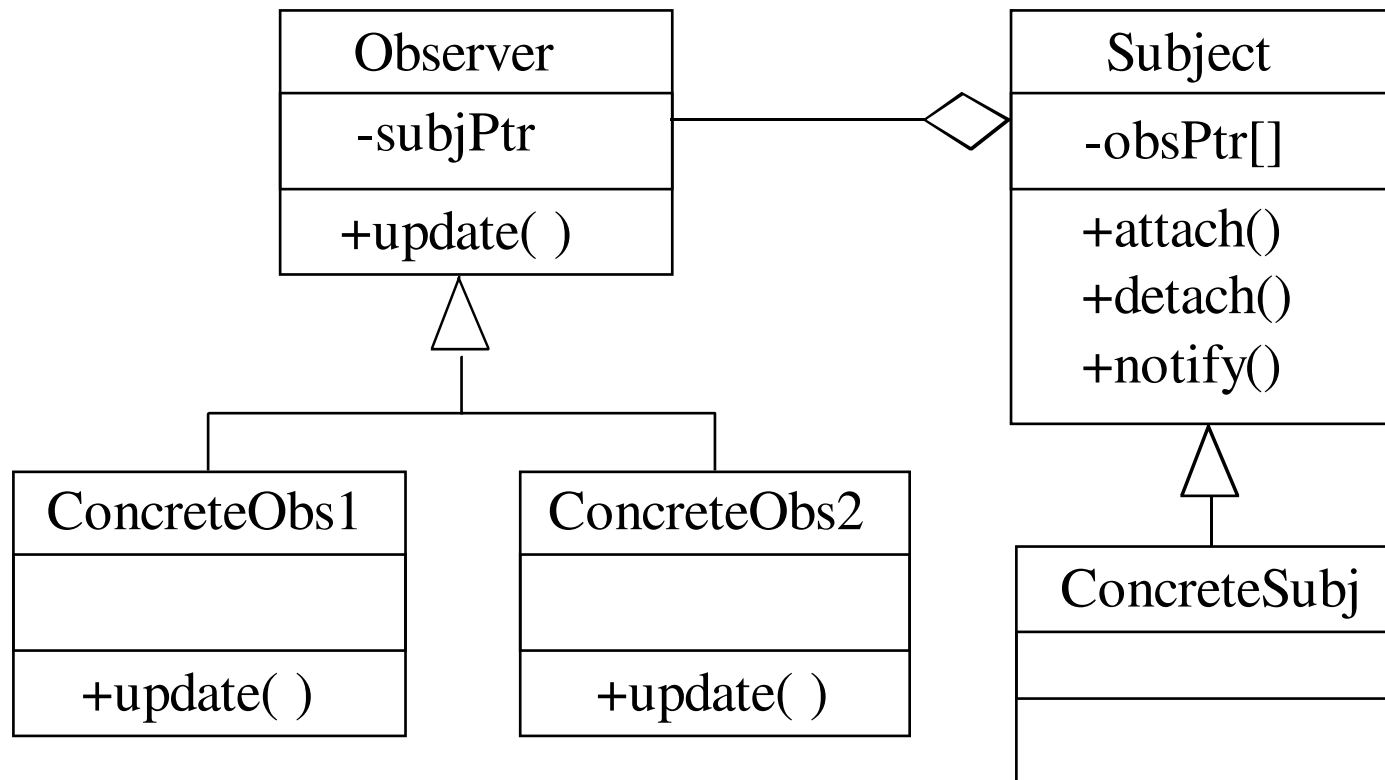 Observer
-subjPtr
+update( )
Subject
-obsPtr[]
+attach()
+detach()
+notify()
ConcreteObs1
+update( )
ConcreteObs2
+update( )
ConcreteSubj